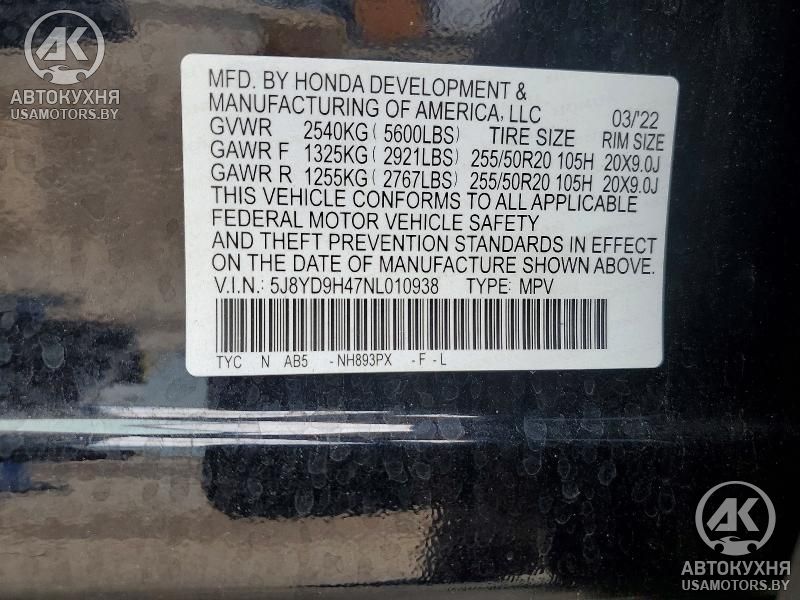 AK
АВТОКУХНЯ
USAMOTORS.BY
MFD. BY HONDA DEVELOPMENT &
MANUFACTURING OF AMERICA, LLC 03/'22
GVWR 2540KG ( 5600LBS) TIRE SIZE RIM SIZE
GAWR F 1325KG ( 2921LBS) 255/50R20 105H 20X9.0J
GAWR R 1255KG ( 2767LBS) 255/50R20 105H 20X9.0J
THIS VEHICLE CONFORMS TO ALL APPLICABLE
FEDERAL MOTOR VEHICLE SAFETY
AND THEFT PREVENTION STANDARDS IN EFFECT
ON THE DATE OF MANUFACTURE SHOWN ABOVE.
V.I.N.: 5J8YD9H47NL010938 TYPE: MPV
TYC N AB5 - NH893PX - F - L
AK
АВТОКУХНЯ
USAMOTORS.BY